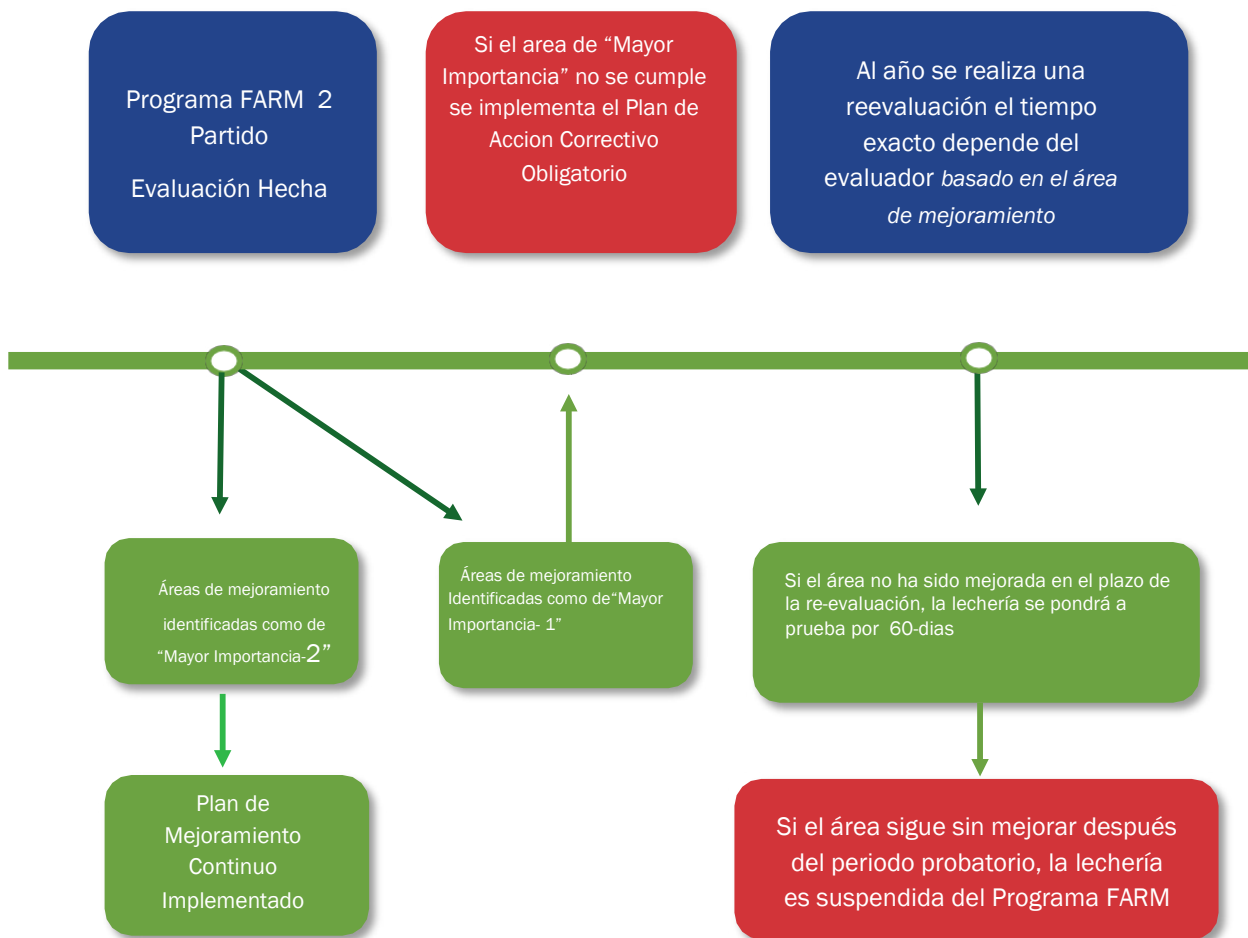 Programa FARM 2
Partido
Evaluación Hecha
Si el area de “Mayor
Importancia” no se cumple
se implementa el Plan de
Accion Correctivo
Obligatorio
Al año se realiza una
reevaluación el tiempo
exacto depende del
evaluador basado en el área
de mejoramiento
Áreas de mejoramiento
identificadas como de
“Mayor Importancia-2”
Áreas de mejoramiento
Identificadas como de“Mayor
Importancia- 1”
Si el área no ha sido mejorada en el plazo de
la re-evaluación, la lechería se pondrá a
prueba por 60-dias
Plan de
Mejoramiento
Continuo
Implementado
Si el área sigue sin mejorar después
del periodo probatorio, la lechería
es suspendida del Programa FARM